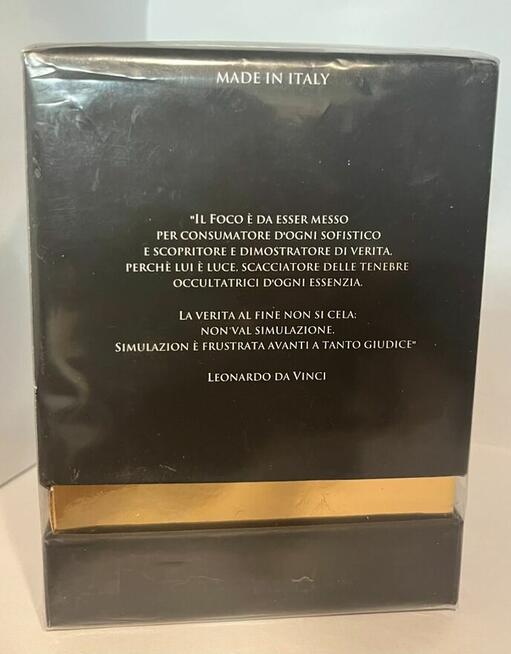 MADE IN ITALY
"IL FOCO È DA ESSER MESSO
PER CONSUMATORE D'OGNI SOFISTICO
E SCOPRITORE E DIMOSTRATORE DI VERITA,
PERCHÈ LUI È LUCE, SCACCIATORE DELLE TENEBRE
OCCULTATRICI D'OGNI ESSENZIA.
LA VERITA AL FINE NON SI CELA;
NON VAL SIMULAZIONE.
SIMULAZION È FRUSTRATA AVANTI A TANTO GIUDICE"
LEONARDO DA VINCI